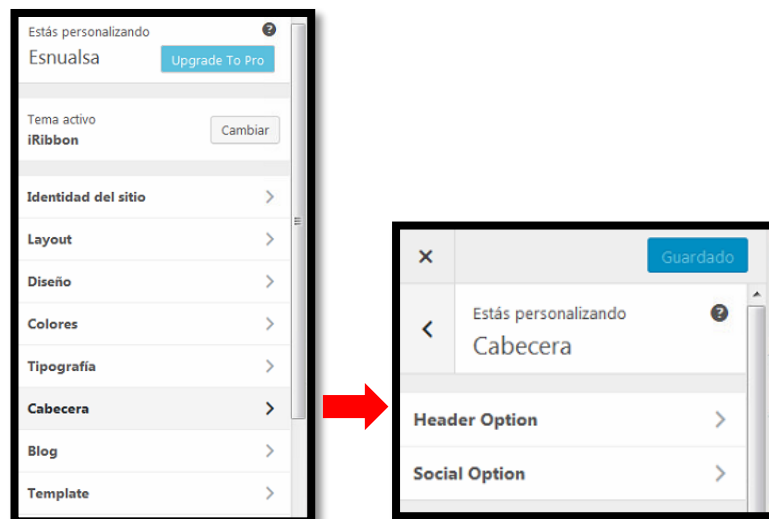 Estás personalizando
Esnualsa
Upgrade To Pro
Tema activo
iRibbon
Cambiar
Identidad del sitio
Layout
Diseño
Colores
Tipografía
Cabecera
Blog
Template
Guardado
Estás personalizando
Cabecera
Header Option
Social Option